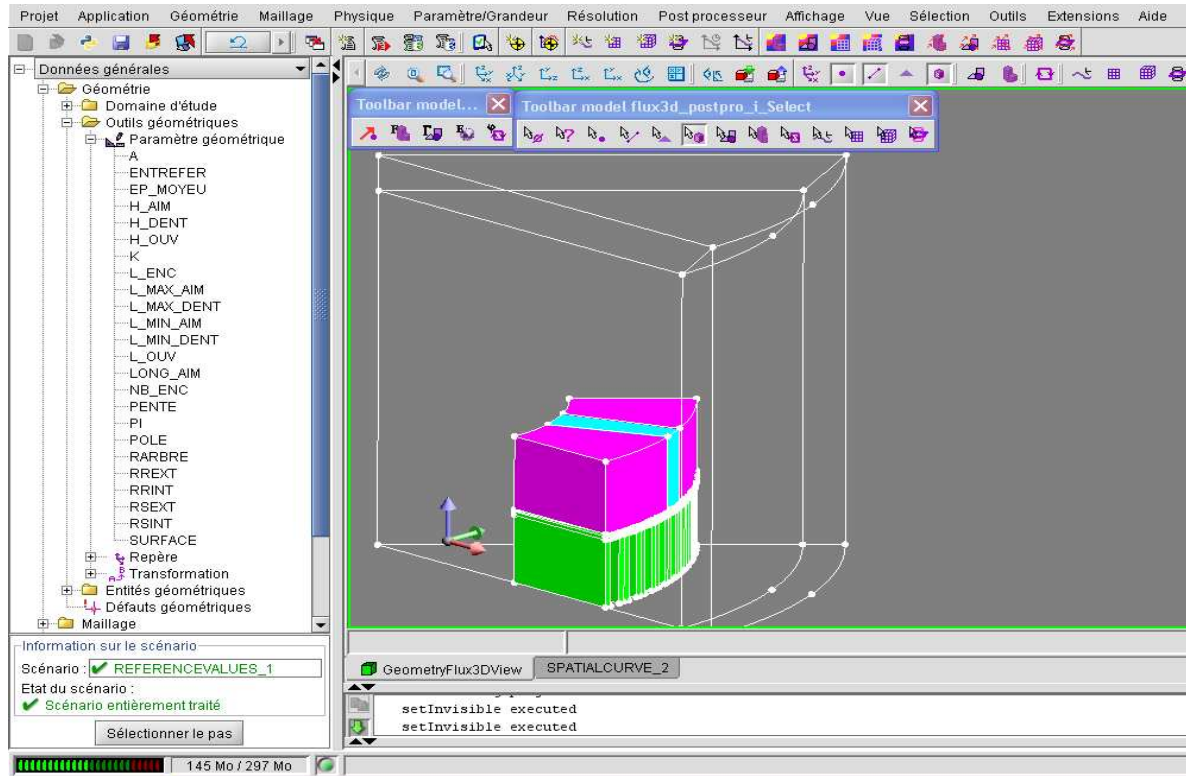 Projet Application Géométrie Maillage Physique Paramètre/Grandeur Résolution Post processeur Affichage Vue Sélection Outils Extensions Aide
Données générales
Géométrie
Domaine d'étude
Outils géométriques
Paramètre géométrique
A
ENTREFER
EP_MOYEU
H_AIM
H_DENT
H_OUV
K
L_ENC
L_MAX_AIM
L_MAX_DENT
L_MIN_AIM
L_MIN_DENT
L_OUV
LONG_AIM
NB_ENC
PENTE
PI
POLE
RARBRE
RREXT
RRINT
RSEXT
RSINT
SURFACE
Repère
Transformation
Entités géométriques
Défauts géométriques
Maillage
Information sur le scénario
Scénario : REFERENCEVALUES_1
Etat du scénario :
Scénario entièrement traité
Sélectionner le pas
145 Mo / 297 Mo
Toolbar model...
Toolbar model flux3d_postpro_i_Select
GeometryFlux3DView
SPATIALCURVE_2
setInvisible executed
setInvisible executed